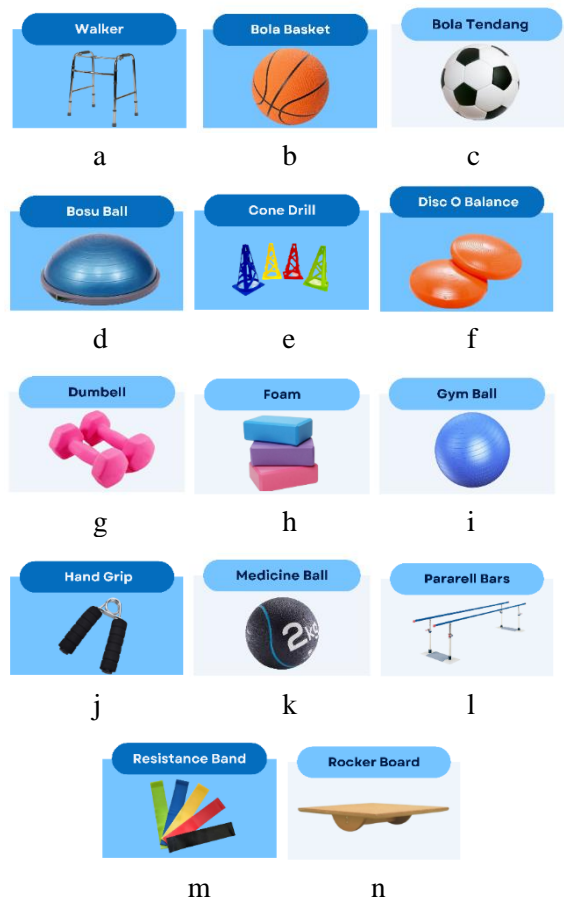 Walker
Bola Basket
Bola Tendang
a
b
c
Bosu Ball
Cone Drill
Disc O Balance
d
e
f
Dumbell
Foam
Gym Ball
g
h
i
Hand Grip
Medicine Ball
Pararell Bars
2kg
j
k
l
Resistance Band
Rocker Board
m
n